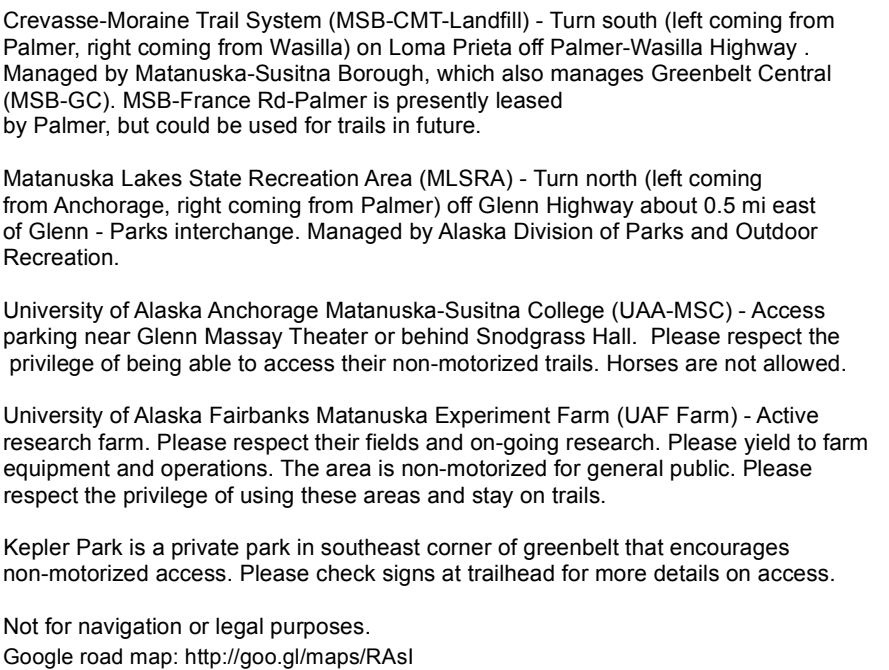 Crevasse-Moraine Trail System (MSB-CMT-Landfill) - Turn south (left coming from
Palmer, right coming from Wasilla) on Loma Prieta off Palmer-Wasilla Highway .
Managed by Matanuska-Susitna Borough, which also manages Greenbelt Central
(MSB-GC). MSB-France Rd-Palmer is presently leased
by Palmer, but could be used for trails in future.

Matanuska Lakes State Recreation Area (MLSRA) - Turn north (left coming
from Anchorage, right coming from Palmer) off Glenn Highway about 0.5 mi east
of Glenn - Parks interchange. Managed by Alaska Division of Parks and Outdoor
Recreation.

University of Alaska Anchorage Matanuska-Susitna College (UAA-MSC) - Access
parking near Glenn Massay Theater or behind Snodgrass Hall.  Please respect the
 privilege of being able to access their non-motorized trails. Horses are not allowed.

University of Alaska Fairbanks Matanuska Experiment Farm (UAF Farm) - Active
research farm. Please respect their fields and on-going research. Please yield to farm
equipment and operations. The area is non-motorized for general public. Please
respect the privilege of using these areas and stay on trails.

Kepler Park is a private park in southeast corner of greenbelt that encourages
non-motorized access. Please check signs at trailhead for more details on access.

Not for navigation or legal purposes.
Google road map: http://goo.gl/maps/RAsI